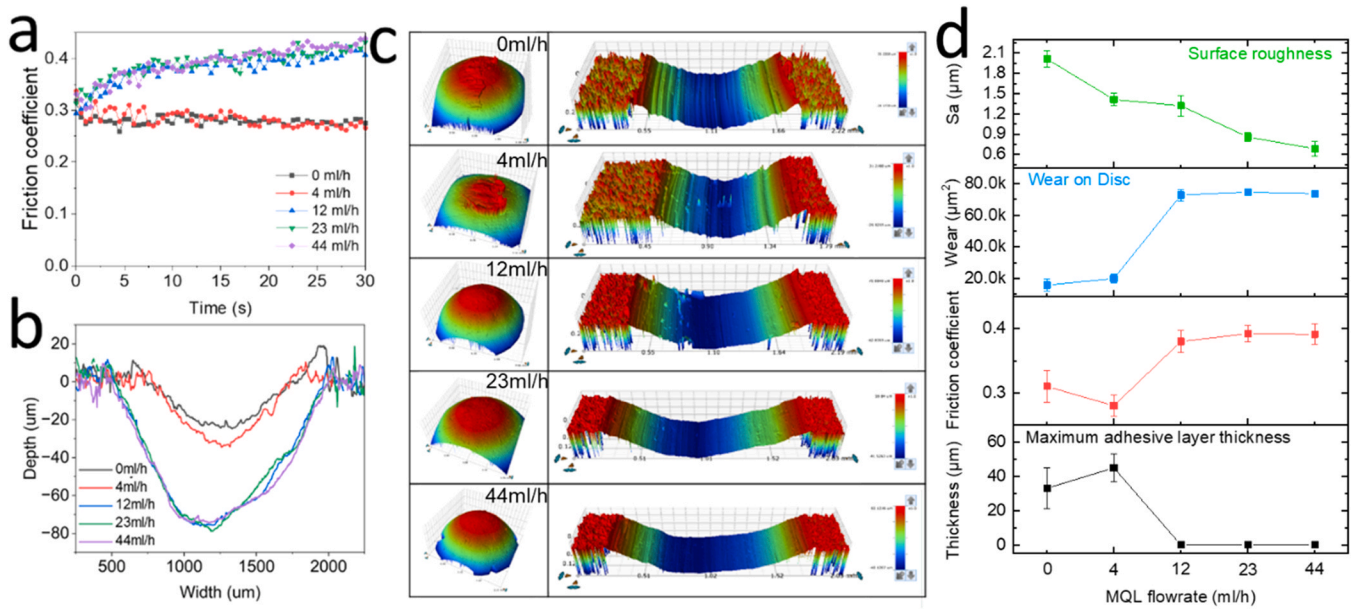 a
0.4
0.3
0.2
0.1
0.0
Friction coefficient
0 ml/h
4 ml/h
12 ml/h
23 ml/h
44 ml/h
0
5
10
15
20
25
30
Time (s)
b
20
0
-20
-40
-60
-80
Depth (um)
0ml/h
4ml/h
12ml/h
23ml/h
44ml/h
500
1000
1500
2000
Width (um)
c
0ml/h
4ml/h
12ml/h
23ml/h
44ml/h
d
Surface roughness
2.1
1.8
1.5
1.2
0.9
0.6
Sa (μm)
Wear on Disc
80.0k
60.0k
40.0k
20.0k
Wear (μm²)
0.4
0.3
Friction coefficient
Maximum adhesive layer thickness
60
40
20
0
Thickness (μm)
0
4
12
23
44
MQL flowrate (ml/h)